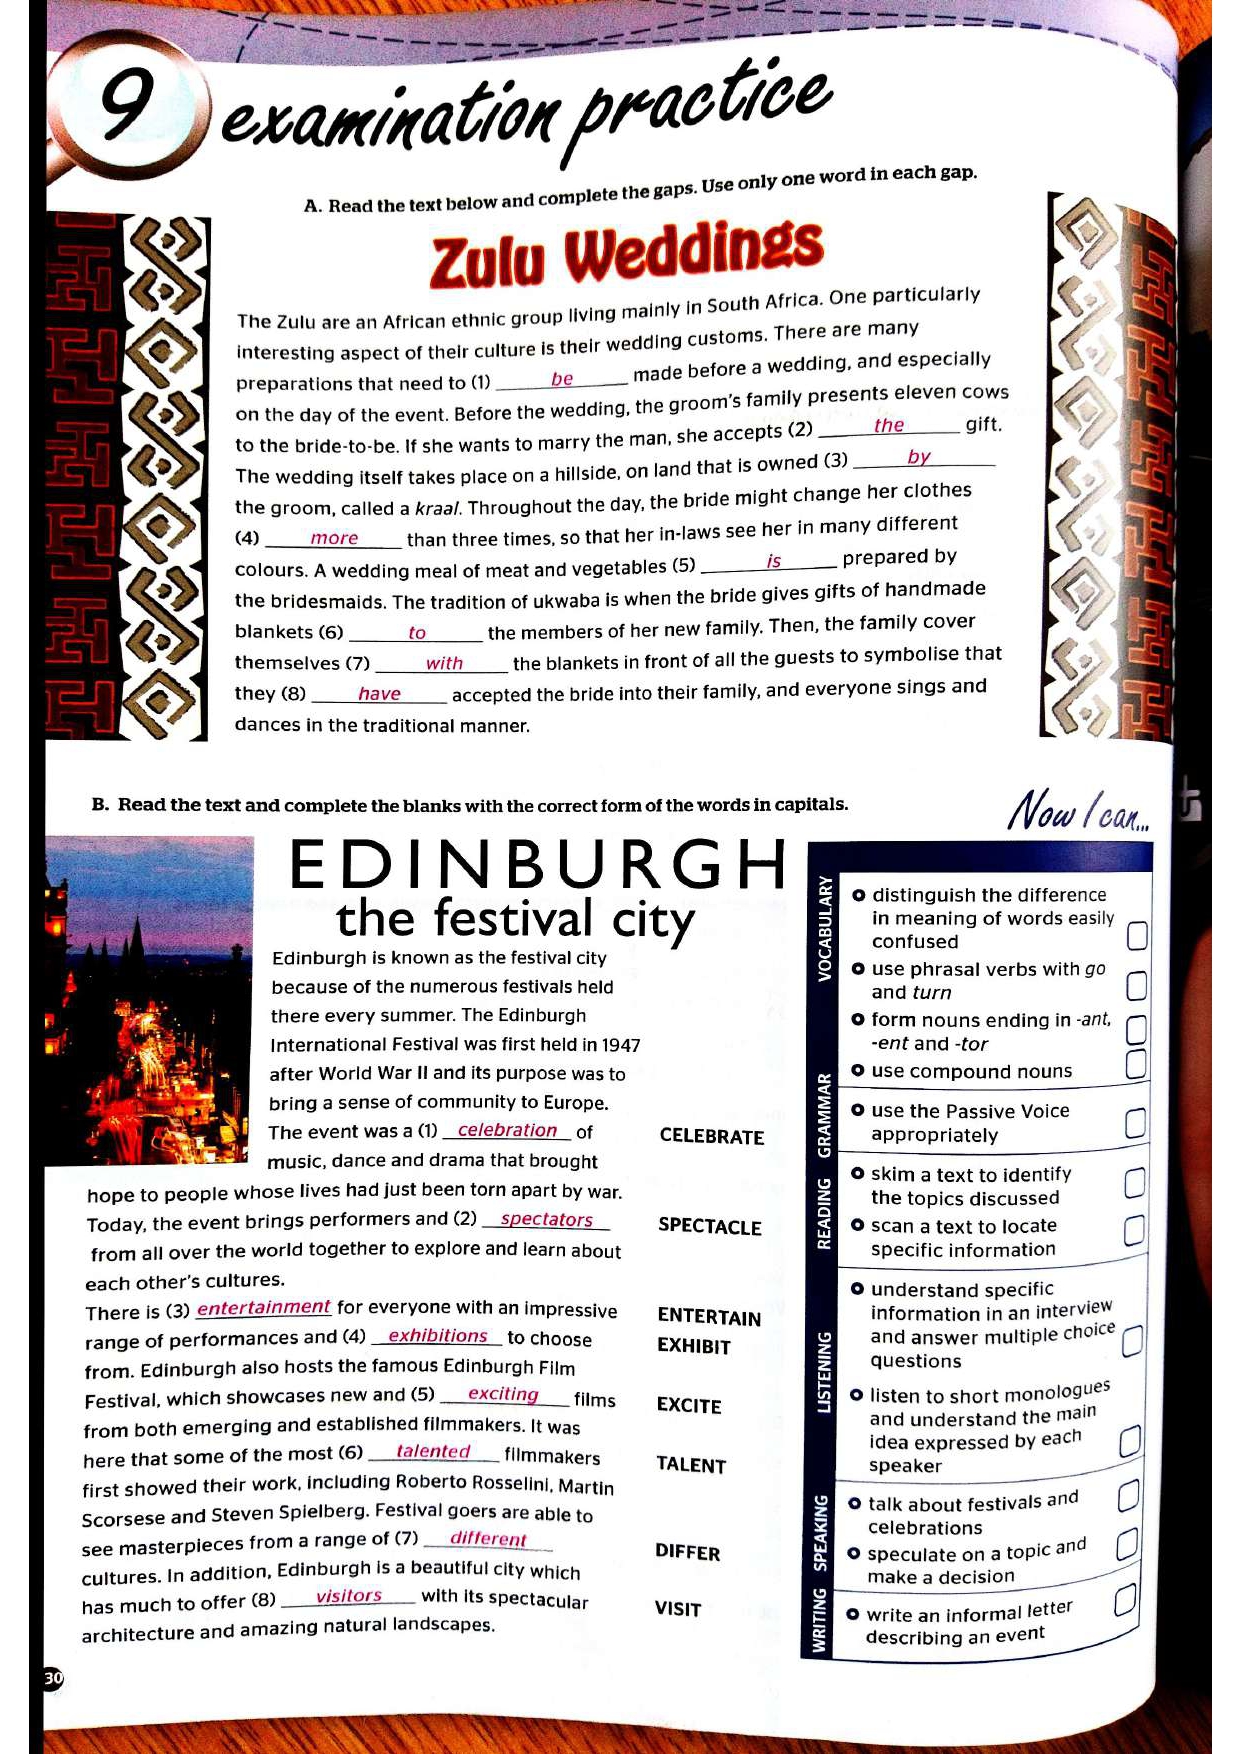 9 examination practice
A. Read the text below and complete the gaps. Use only one word in each gap.
Zulu Weddings
The Zulu are an African ethnic group living mainly in South Africa. One particularly
interesting aspect of their culture is their wedding customs. There are many
preparations that need to (1) be made before a wedding, and especially
on the day of the event. Before the wedding, the groom's family presents eleven cows
to the bride-to-be. If she wants to marry the man, she accepts (2) the gift.
The wedding itself takes place on a hillside, on land that is owned (3) by
the groom, called a kraal. Throughout the day, the bride might change her clothes
(4) more than three times, so that her in-laws see her in many different
colours. A wedding meal of meat and vegetables (5) is prepared by
the bridesmaids. The tradition of ukwaba is when the bride gives gifts of handmade
blankets (6) to the members of her new family. Then, the family cover
themselves (7) with the blankets in front of all the guests to symbolise that
they (8) have accepted the bride into their family, and everyone sings and
dances in the traditional manner.
B. Read the text and complete the blanks with the correct form of the words in capitals.
EDINBURGH
the festival city
Edinburgh is known as the festival city
because of the numerous festivals held
there every summer. The Edinburgh
International Festival was first held in 1947
after World War II and its purpose was to
bring a sense of community to Europe.
The event was a (1) celebration of CELEBRATE
music, dance and drama that brought
hope to people whose lives had just been torn apart by war.
Today, the event brings performers and (2) spectators SPECTACLE
from all over the world together to explore and learn about
each other's cultures.
There is (3) entertainment for everyone with an impressive ENTERTAIN
range of performances and (4) exhibitions to choose EXHIBIT
from. Edinburgh also hosts the famous Edinburgh Film
Festival, which showcases new and (5) exciting films EXCITE
from both emerging and established filmmakers. It was
here that some of the most (6) talented filmmakers TALENT
first showed their work, including Roberto Rosselini, Martin
Scorsese and Steven Spielberg. Festival goers are able to
see masterpieces from a range of (7) different DIFFER
cultures. In addition, Edinburgh is a beautiful city which
has much to offer (8) visitors with its spectacular VISIT
architecture and amazing natural landscapes.
Now I can...
VOCABULARY
distinguish the difference
in meaning of words easily
confused
use phrasal verbs with go
and turn
form nouns ending in -ant,
-ent and -tor
use compound nouns
GRAMMAR
use the Passive Voice
appropriately
READING
skim a text to identify
the topics discussed
scan a text to locate
specific information
LISTENING
understand specific
information in an interview
and answer multiple choice
questions
listen to short monologues
and understand the main
idea expressed by each
speaker
SPEAKING
talk about festivals and
celebrations
speculate on a topic and
make a decision
WRITING
write an informal letter
describing an event
30